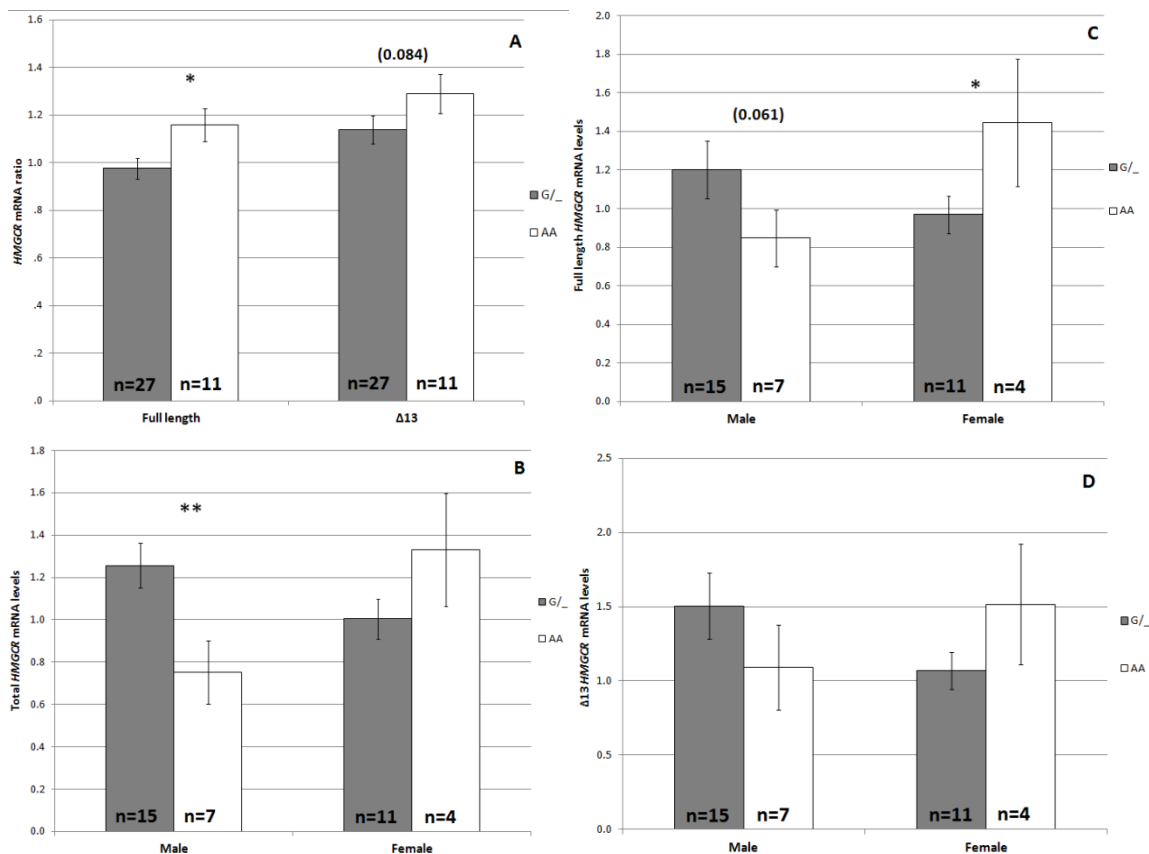 A
HMGCR mRNA ratio
1.6
1.4
1.2
1.0
.8
.6
.4
.2
.0
*
(0.084)
n=27
n=11
n=27
n=11
Full length
Δ13
G/_
AA
C
Full length HMGCR mRNA levels
2.0
1.8
1.6
1.4
1.2
1.0
0.8
0.6
0.4
0.2
0.0
(0.061)
*
n=15
n=7
n=11
n=4
Male
Female
G/_
AA
B
Total HMGCR mRNA levels
1.8
1.6
1.4
1.2
1.0
0.8
0.6
0.4
0.2
0.0
**
n=15
n=7
n=11
n=4
Male
Female
G/_
AA
D
Δ13 HMGCR mRNA levels
2.5
2.0
1.5
1.0
0.5
0.0
n=15
n=7
n=11
n=4
Male
Female
G/_
AA